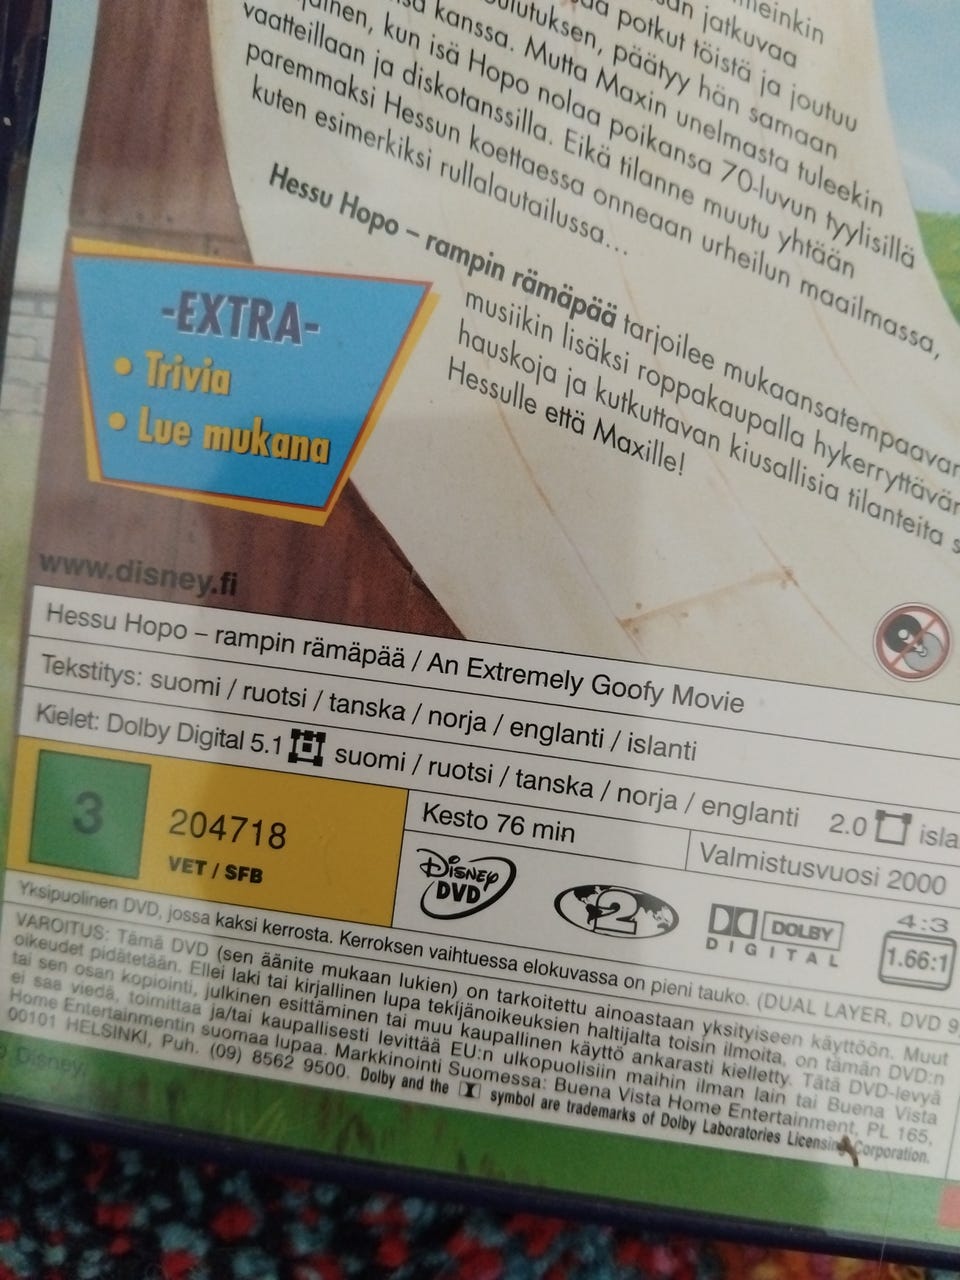 meinkin
jatkuvaa
potkut töistä ja joutuu
päätyy hän samaan
kanssa. Mutta Maxin unelmasta tuleekin
kun isä Hopo nolaa poikansa 70-luvun tyylisillä
vaatteillaan ja diskotanssilla. Eikä tilanne muutu yhtään
paremmaksi Hessun koettaessa onneaan urheilun maailmassa,
kuten esimerkiksi rullalautailussa...
Hessu Hopo – rampin rämäpää tarjoilee mukaansatempaavan
musiikin lisäksi roppakaupalla hykerryttävän
hauskoja ja kutkuttavan kiusallisia tilanteita s
Hessulle että Maxille!
-EXTRA-
• Trivia
• Lue mukana
www.disney.fi
Hessu Hopo – rampin rämäpää / An Extremely Goofy Movie
Tekstitys: suomi / ruotsi / tanska / norja / englanti / islanti
Kielet: Dolby Digital 5.1 suomi / ruotsi / tanska / norja / englanti 2.0 isla
3
204718
VET / SFB
Kesto 76 min
Valmistusvuosi 2000
DISNEY
DVD
2
DOLBY
DIGITAL
4:3
1.66:1
Yksipuolinen DVD, jossa kaksi kerrosta. Kerroksen vaihtuessa elokuvassa on pieni tauko. (DUAL LAYER, DVD 9
VAROITUS: Tämä DVD (sen äänite mukaan lukien) on tarkoitettu ainoastaan yksityiseen käyttöön. Muut
oikeudet pidätetään. Ellei laki tai kirjallinen lupa tekijänoikeuksien haltijalta toisin ilmoita, on tämän DVD:n
tai sen osan kopiointi, julkinen esittäminen tai muu kaupallinen käyttö ankarasti kielletty. Tätä DVD-levyä
ei saa viedä, toimittaa ja/tai kaupallisesti levittää EU:n ulkopuolisiin maihin ilman lain tai Buena Vista
Home Entertainmentin suomaa lupaa. Markkinointi Suomessa: Buena Vista Home Entertainment, PL 165,
00101 HELSINKI, Puh. (09) 8562 9500. Dolby and the symbol are trademarks of Dolby Laboratories Licensing Corporation.
© Disney.